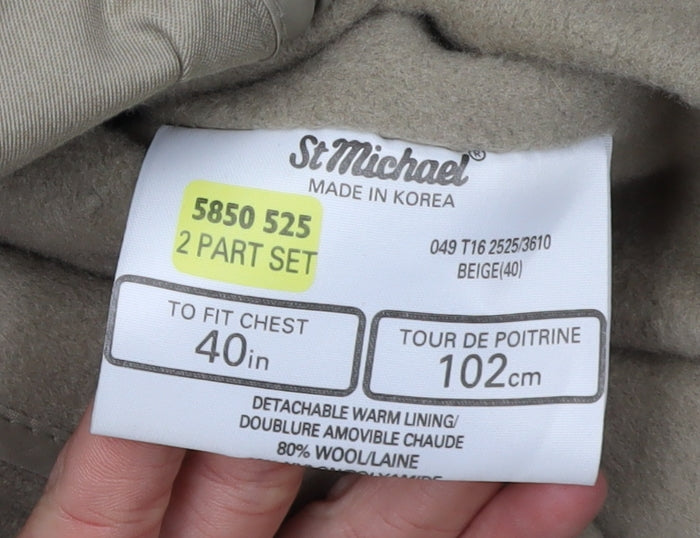 St Michael®
MADE IN KOREA
5850 525
2 PART SET
049 T16 2525/3610
BEIGE(40)
TO FIT CHEST
40in
TOUR DE POITRINE
102cm
DETACHABLE WARM LINING/
DOUBLURE AMOVIBLE CHAUDE
80% WOOL/LAINE